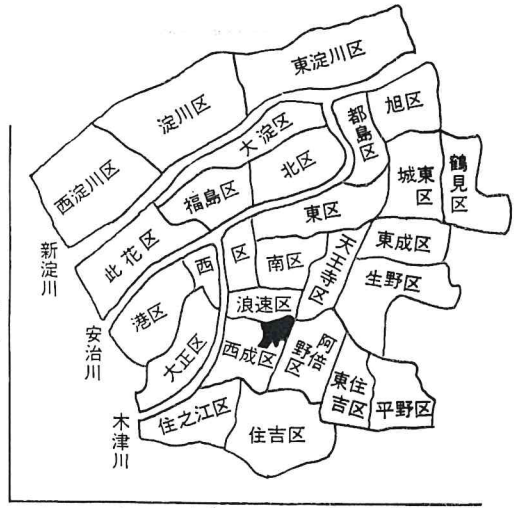 東淀川区
淀川区
西淀川区
大淀区
都島区
旭区
北区
福島区
城東区
鶴見区
此花区
東区
西区
南区
天王寺区
東成区
生野区
港区
浪速区
大正区
西成区
阿倍野区
東住吉区
平野区
住之江区
住吉区
新淀川
安治川
木津川